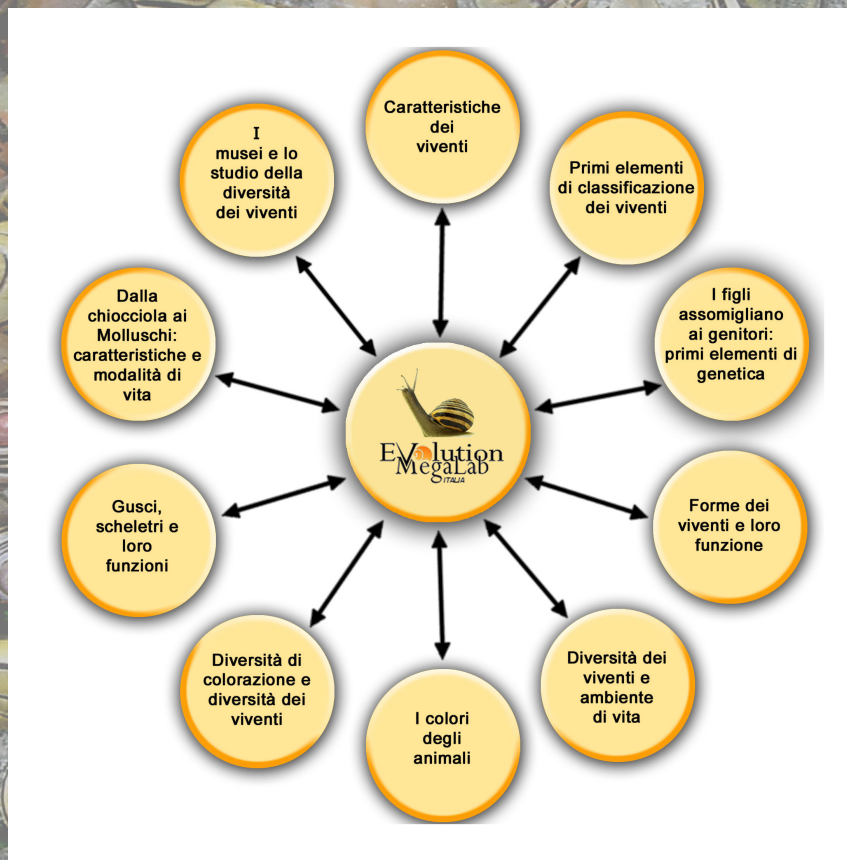 Caratteristiche
dei
viventi
Primi elementi
di classificazione
dei viventi
I figli
assomigliano
ai genitori:
primi elementi di
genetica
Forme dei
viventi e loro
funzione
Diversità dei
viventi e
ambiente
di vita
I colori
degli
animali
Diversità di
colorazione e
diversità dei
viventi
Gusci,
scheletri e
loro
funzioni
Dalla
chiocciola ai
Molluschi:
caratteristiche e
modalità di
vita
I
musei e lo
studio della
diversità
dei viventi
Evolution
MegaLab
ITALIA